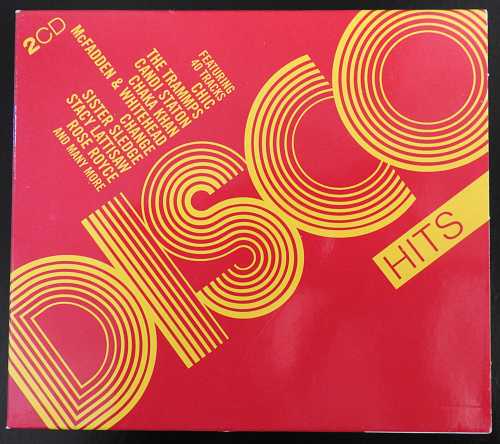 2CD
FEATURING
40 TRACKS
CHIC
THE TRAMMPS
CANDI STATON
CHAKA KHAN
McFADDEN & WHITEHEAD
CHANGE
SISTER SLEDGE
STACY LATTISAW
ROSE ROYCE
AND MANY MORE
DISCO
HITS